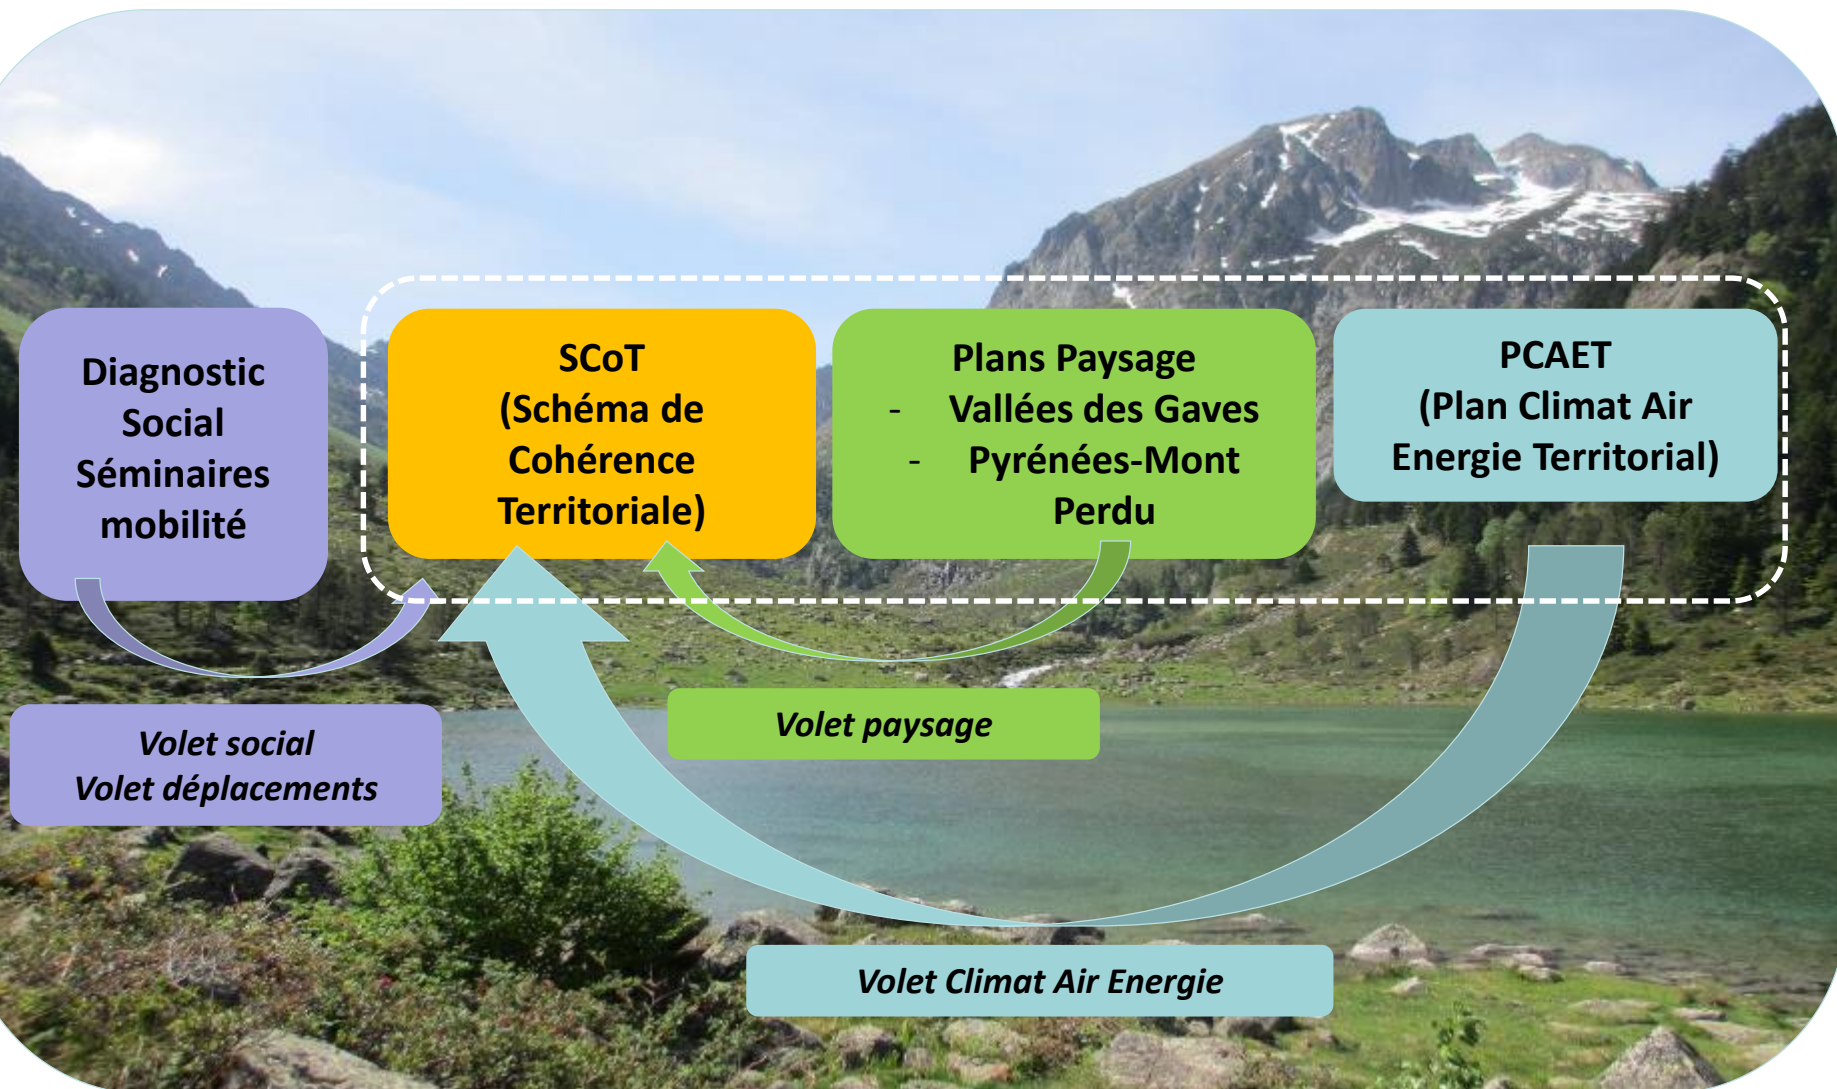 Diagnostic
Social
Séminaires
mobilité
SCoT
(Schéma de
Cohérence
Territoriale)
Plans Paysage
- Vallées des Gaves
- Pyrénées-Mont
Perdu
PCAET
(Plan Climat Air
Energie Territorial)
Volet social
Volet déplacements
Volet paysage
Volet Climat Air Energie